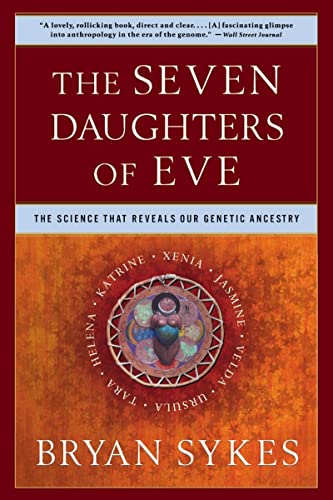 "A lovely, rollicking book, direct and clear. . . . [A] fascinating glimpse
into anthropology in the era of the genome." — Wall Street Journal
THE SEVEN
DAUGHTERS
OF EVE
THE SCIENCE THAT REVEALS OUR GENETIC ANCESTRY
TARA · HELENA · KATRINE · XENIA · JASMINE · VELDA · URSULA ·
BRYAN SYKES